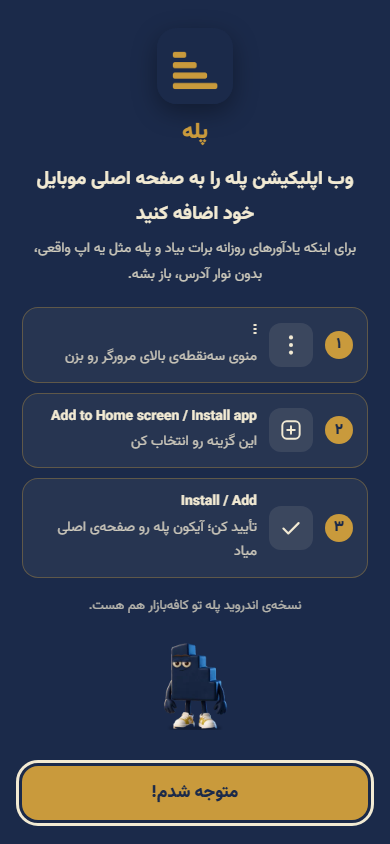 پله
وب اپلیکیشن پله را به صفحه اصلی موبایل
خود اضافه کنید
برای اینکه یادآورهای روزانه برات بیاد و پله مثل یه اپ واقعی،
بدون نوار آدرس، باز بشه.
۱
⋮
منوی سه‌نقطه‌ی بالای مرورگر رو بزن
۲
Add to Home screen / Install app
این گزینه رو انتخاب کن
۳
Install / Add
تأیید کن؛ آیکون پله رو صفحه‌ی اصلی
میاد
نسخه‌ی اندروید پله تو کافه‌بازار هم هست.
متوجه شدم!